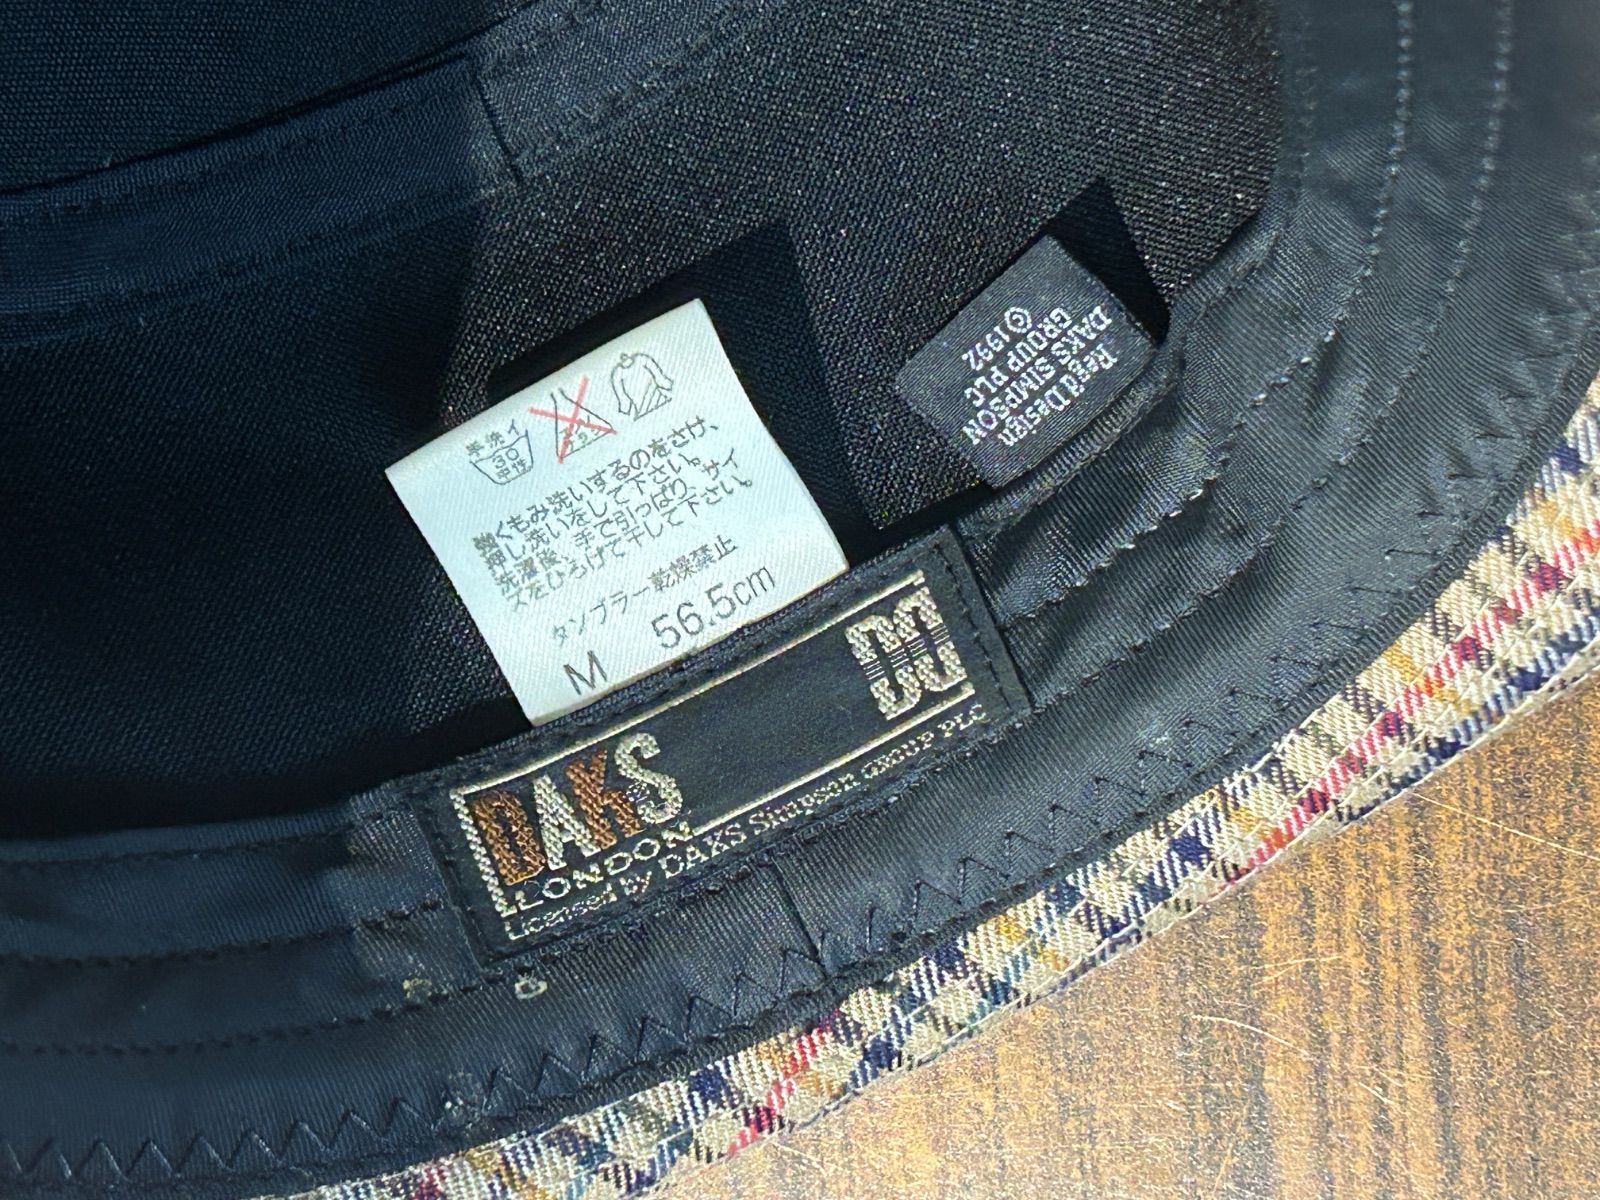 手洗イ
30
中性
強くもみ洗いするのをさけ、
押し洗いをして下さい。
洗濯後、手で引っぱり、サイ
ズをひろげて干して下さい。
タンブラー乾燥禁止
M 56.5cm
Regd Design
DAKS SIMPSON
GROUP PLC
©1992
DD
DAKS
LONDON
Licensed by DAKS Simpson GROUP PLC